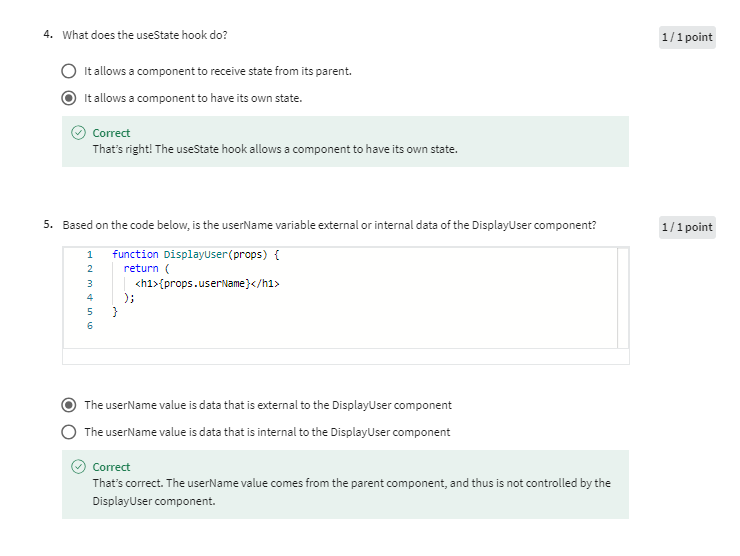 4. What does the useState hook do?
1 / 1 point
It allows a component to receive state from its parent.
It allows a component to have its own state.
Correct
That's right! The useState hook allows a component to have its own state.
5. Based on the code below, is the userName variable external or internal data of the DisplayUser component?
1 / 1 point
1 function DisplayUser(props) {
2 return (
3 <h1>{props.userName}</h1>
4 );
5 }
6
The userName value is data that is external to the DisplayUser component
The userName value is data that is internal to the DisplayUser component
Correct
That's correct. The userName value comes from the parent component, and thus is not controlled by the
DisplayUser component.